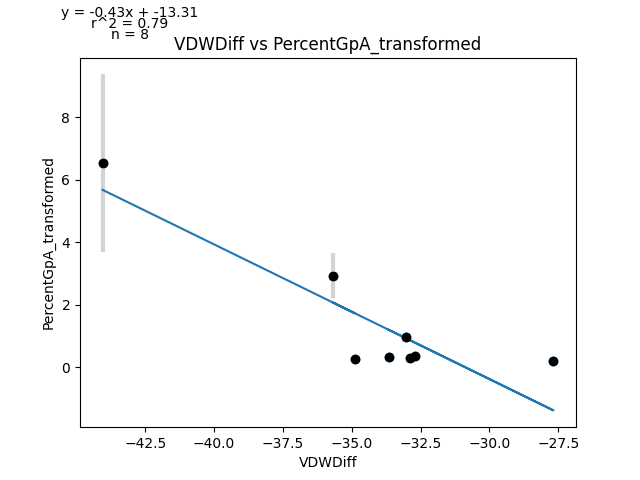 y = -0.43x + -13.31
r^2 = 0.79
n = 8
VDWDiff vs PercentGpA_transformed
PercentGpA_transformed
8
6
4
2
0
−42.5 −40.0 −37.5 −35.0 −32.5 −30.0 −27.5
VDWDiff